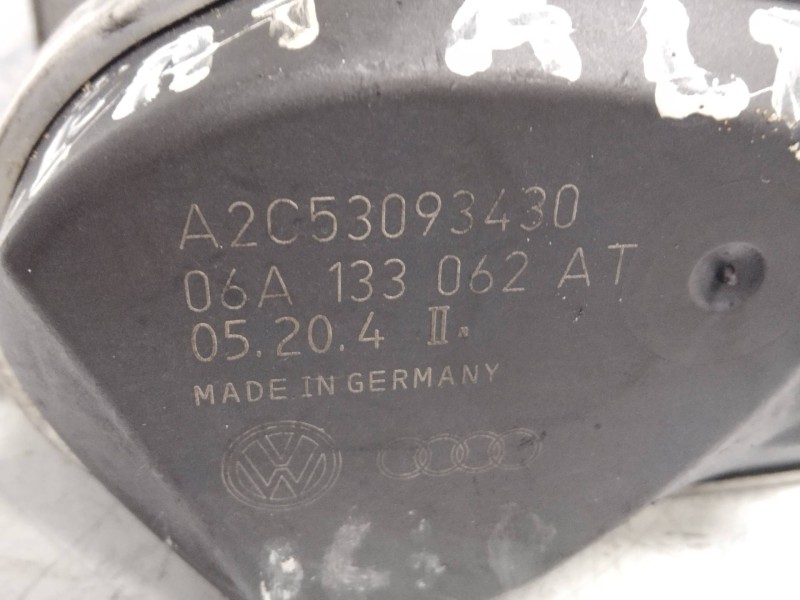 A2C53093430
06A 133 062 AT
05.20.4 II.
MADE IN GERMANY